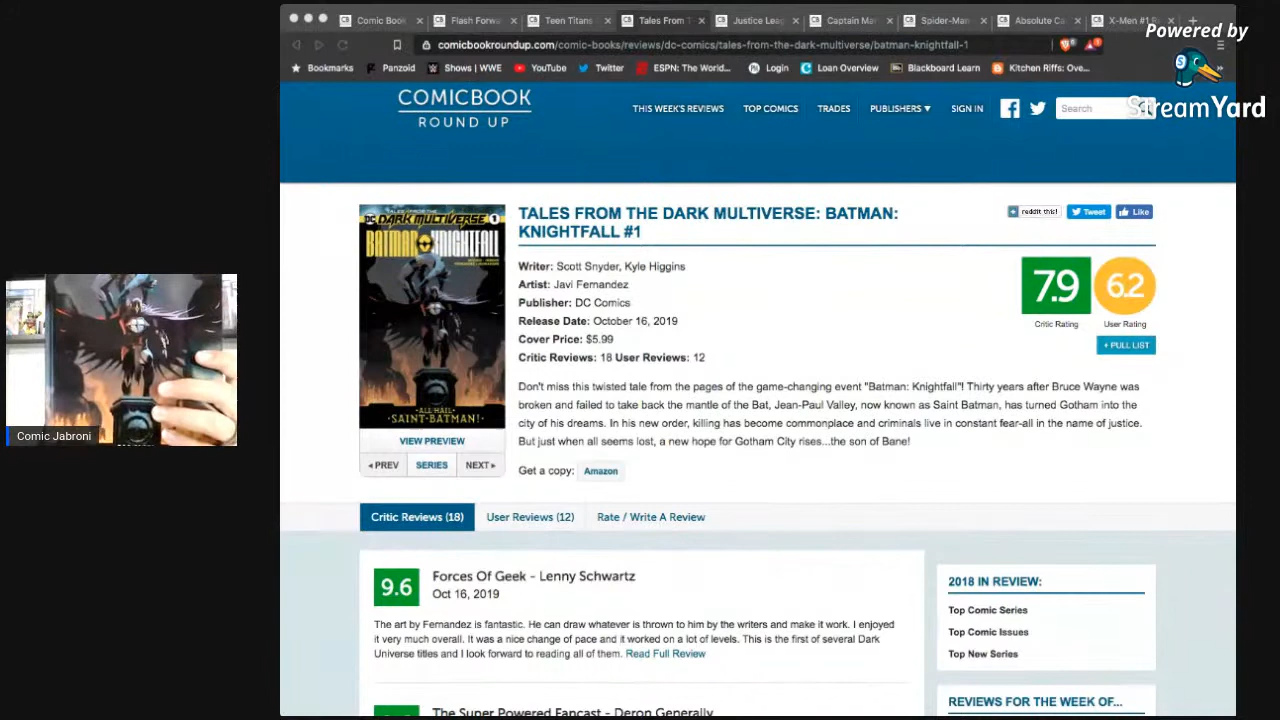 Comic Book
Flash Forwa
Teen Titans
Tales From T
Justice Leag
Captain Mar
Spider-Man
Absolute Ca
X-Men #1
Powered by
comicbookroundup.com/comic-books/reviews/dc-comics/tales-from-the-dark-multiverse/batman-knightfall-1
Bookmarks
Panzoid
Shows | WWE
YouTube
Twitter
ESPN: The World...
Login
Loan Overview
Blackboard Learn
Kitchen Riffs: Ove...
StreamYard
COMICBOOK
ROUND UP
THIS WEEK'S REVIEWS
TOP COMICS
TRADES
PUBLISHERS ▼
SIGN IN
Search
DARK MULTIVERSE 1
BATMAN KNIGHTFALL
ALL HAIL
SAINT BATMAN!
TALES FROM THE DARK MULTIVERSE: BATMAN:
KNIGHTFALL #1
reddit this!
Tweet
Like
Writer: Scott Snyder, Kyle Higgins
Artist: Javi Fernandez
Publisher: DC Comics
Release Date: October 16, 2019
Cover Price: $5.99
Critic Reviews: 18 User Reviews: 12
7.9
Critic Rating
6.2
User Rating
+ PULL LIST
Don't miss this twisted tale from the pages of the game-changing event "Batman: Knightfall"! Thirty years after Bruce Wayne was
broken and failed to take back the mantle of the Bat, Jean-Paul Valley, now known as Saint Batman, has turned Gotham into the
city of his dreams. In his new order, killing has become commonplace and criminals live in constant fear-all in the name of justice.
But just when all seems lost, a new hope for Gotham City rises...the son of Bane!
Get a copy: Amazon
VIEW PREVIEW
◂ PREV
SERIES
NEXT ▸
Comic Jabroni
Critic Reviews (18)
User Reviews (12)
Rate / Write A Review
9.6
Forces Of Geek - Lenny Schwartz
Oct 16, 2019
The art by Fernandez is fantastic. He can draw whatever is thrown to him by the writers and make it work. I enjoyed
it very much overall. It was a nice change of pace and it worked on a lot of levels. This is the first of several Dark
Universe titles and I look forward to reading all of them. Read Full Review
The Super Powered Fancast - Deron Generally
2018 IN REVIEW:
Top Comic Series
Top Comic Issues
Top New Series
REVIEWS FOR THE WEEK OF...